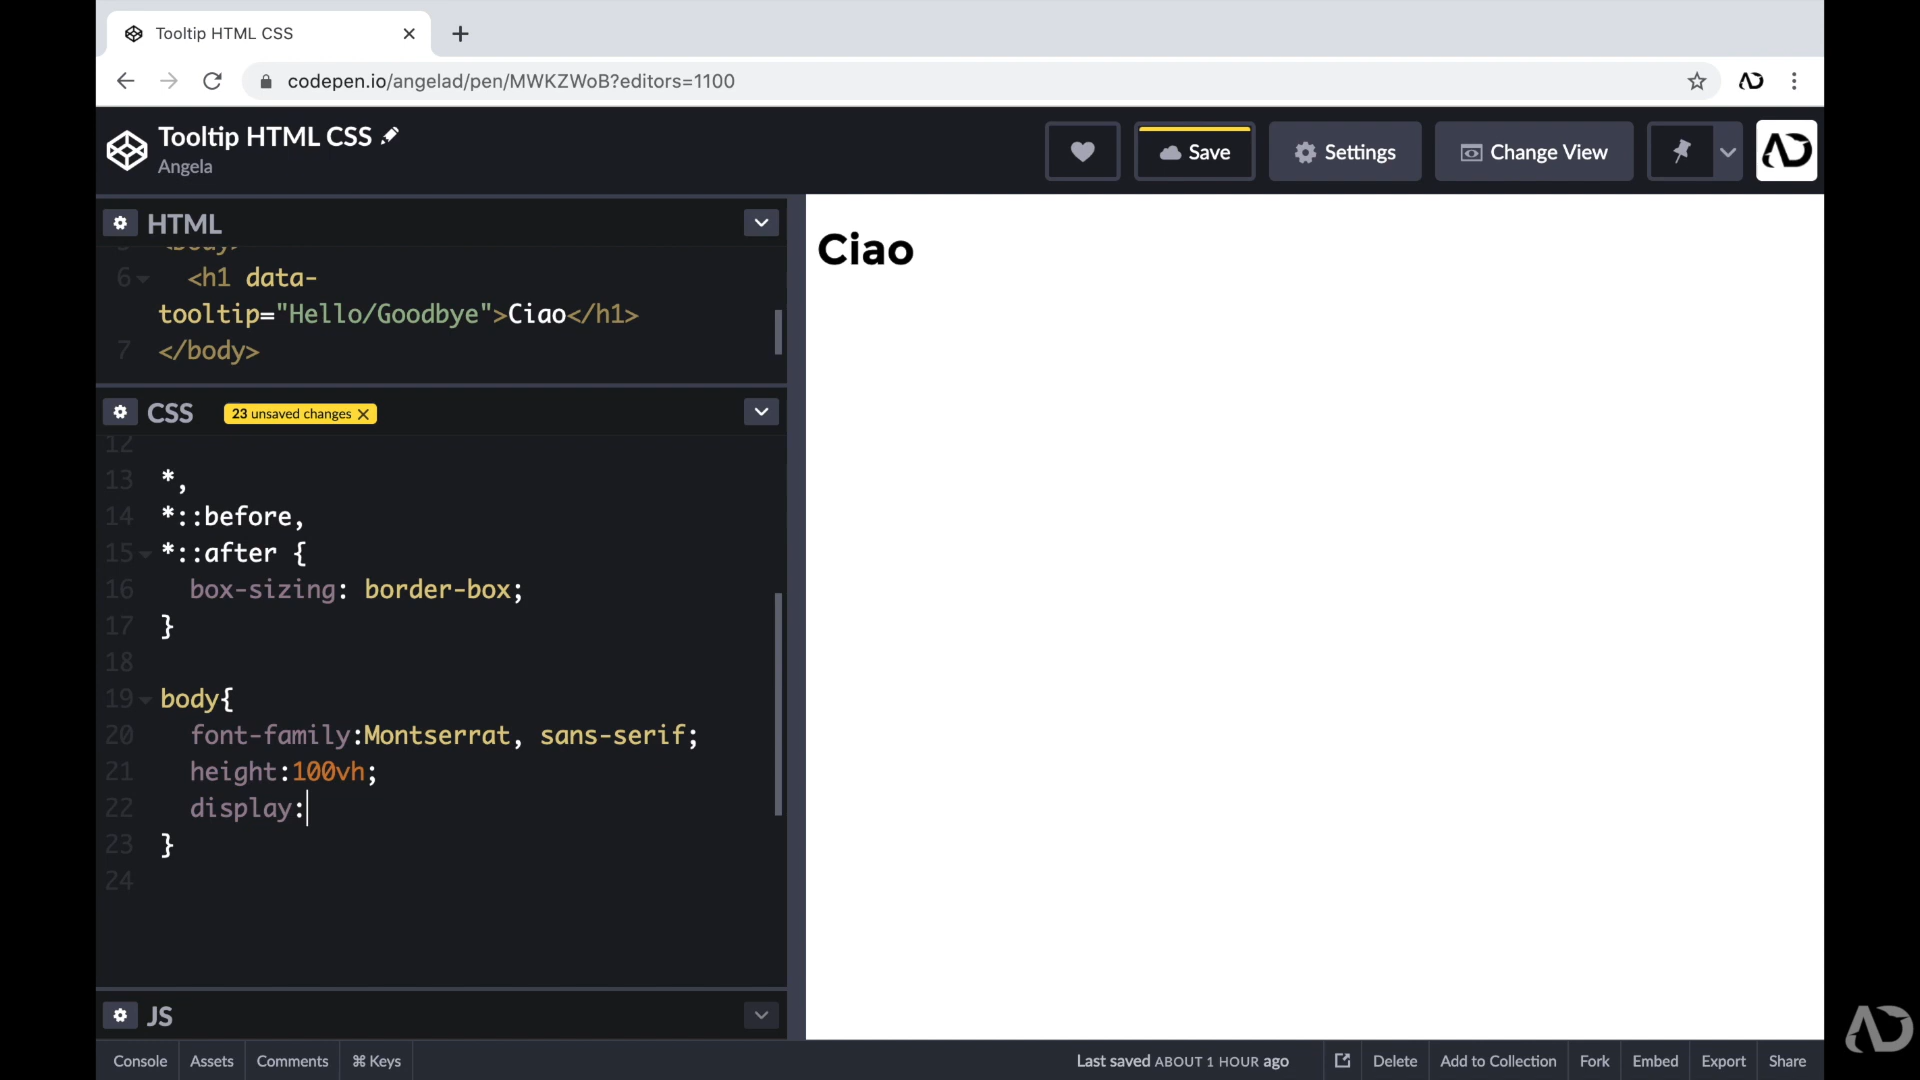 Tooltip HTML CSS
codepen.io/angelad/pen/MWKZWoB?editors=1100
Tooltip HTML CSS
Angela
Save
Settings
Change View
HTML
5 <body>
6 <h1 data-
tooltip="Hello/Goodbye">Ciao</h1>
7 </body>
Ciao
CSS
23 unsaved changes
12
13 *,
14 *::before,
15 *::after {
16 box-sizing: border-box;
17 }
18
19 body{
20 font-family:Montserrat, sans-serif;
21 height:100vh;
22 display:
23 }
24
JS
Console Assets Comments ⌘ Keys Last saved ABOUT 1 HOUR ago Delete Add to Collection Fork Embed Export Share